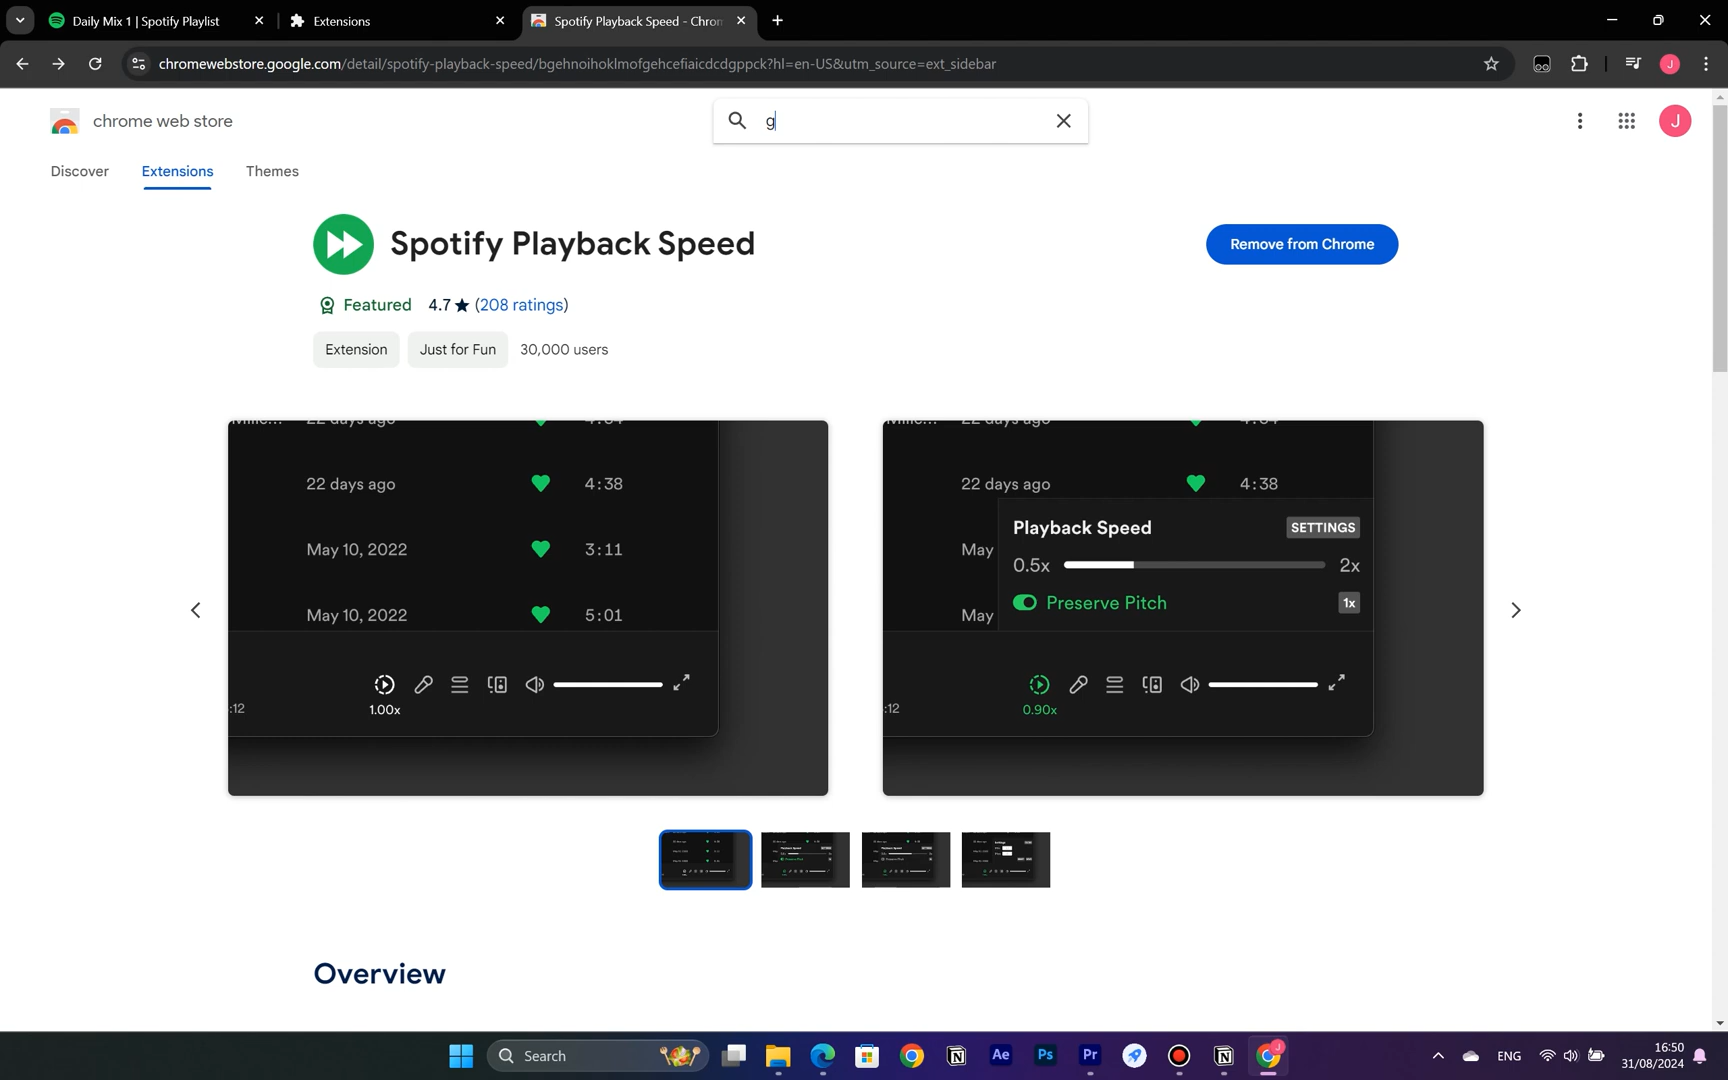 Daily Mix 1 | Spotify Playlist
Extensions
Spotify Playback Speed - Chrom
chromewebstore.google.com/detail/spotify-playback-speed/bgehnoihoklmofgehcefiaicdcdgppck?hl=en-US&utm_source=ext_sidebar
J
chrome web store
g
J
Discover
Extensions
Themes
Spotify Playback Speed
Remove from Chrome
Featured
4.7★ (208 ratings)
Extension
Just for Fun
30,000 users
22 days ago
4:38
May 10, 2022
3:11
May 10, 2022
5:01
:12
1.00x
22 days ago
4:38
Playback Speed
SETTINGS
May
0.5x
2x
Preserve Pitch
1x
May
:12
0.90x
Overview
Search
Ae
Ps
Pr
J
ENG
16:50
31/08/2024